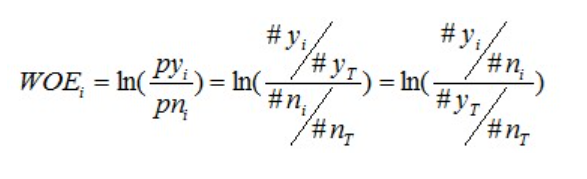 WOE_i = ln(py_i/pn_i) = ln((#y_i/#y_T)/(#n_i/#n_T)) = ln((#y_i/#n_i)/(#y_T/#n_T))